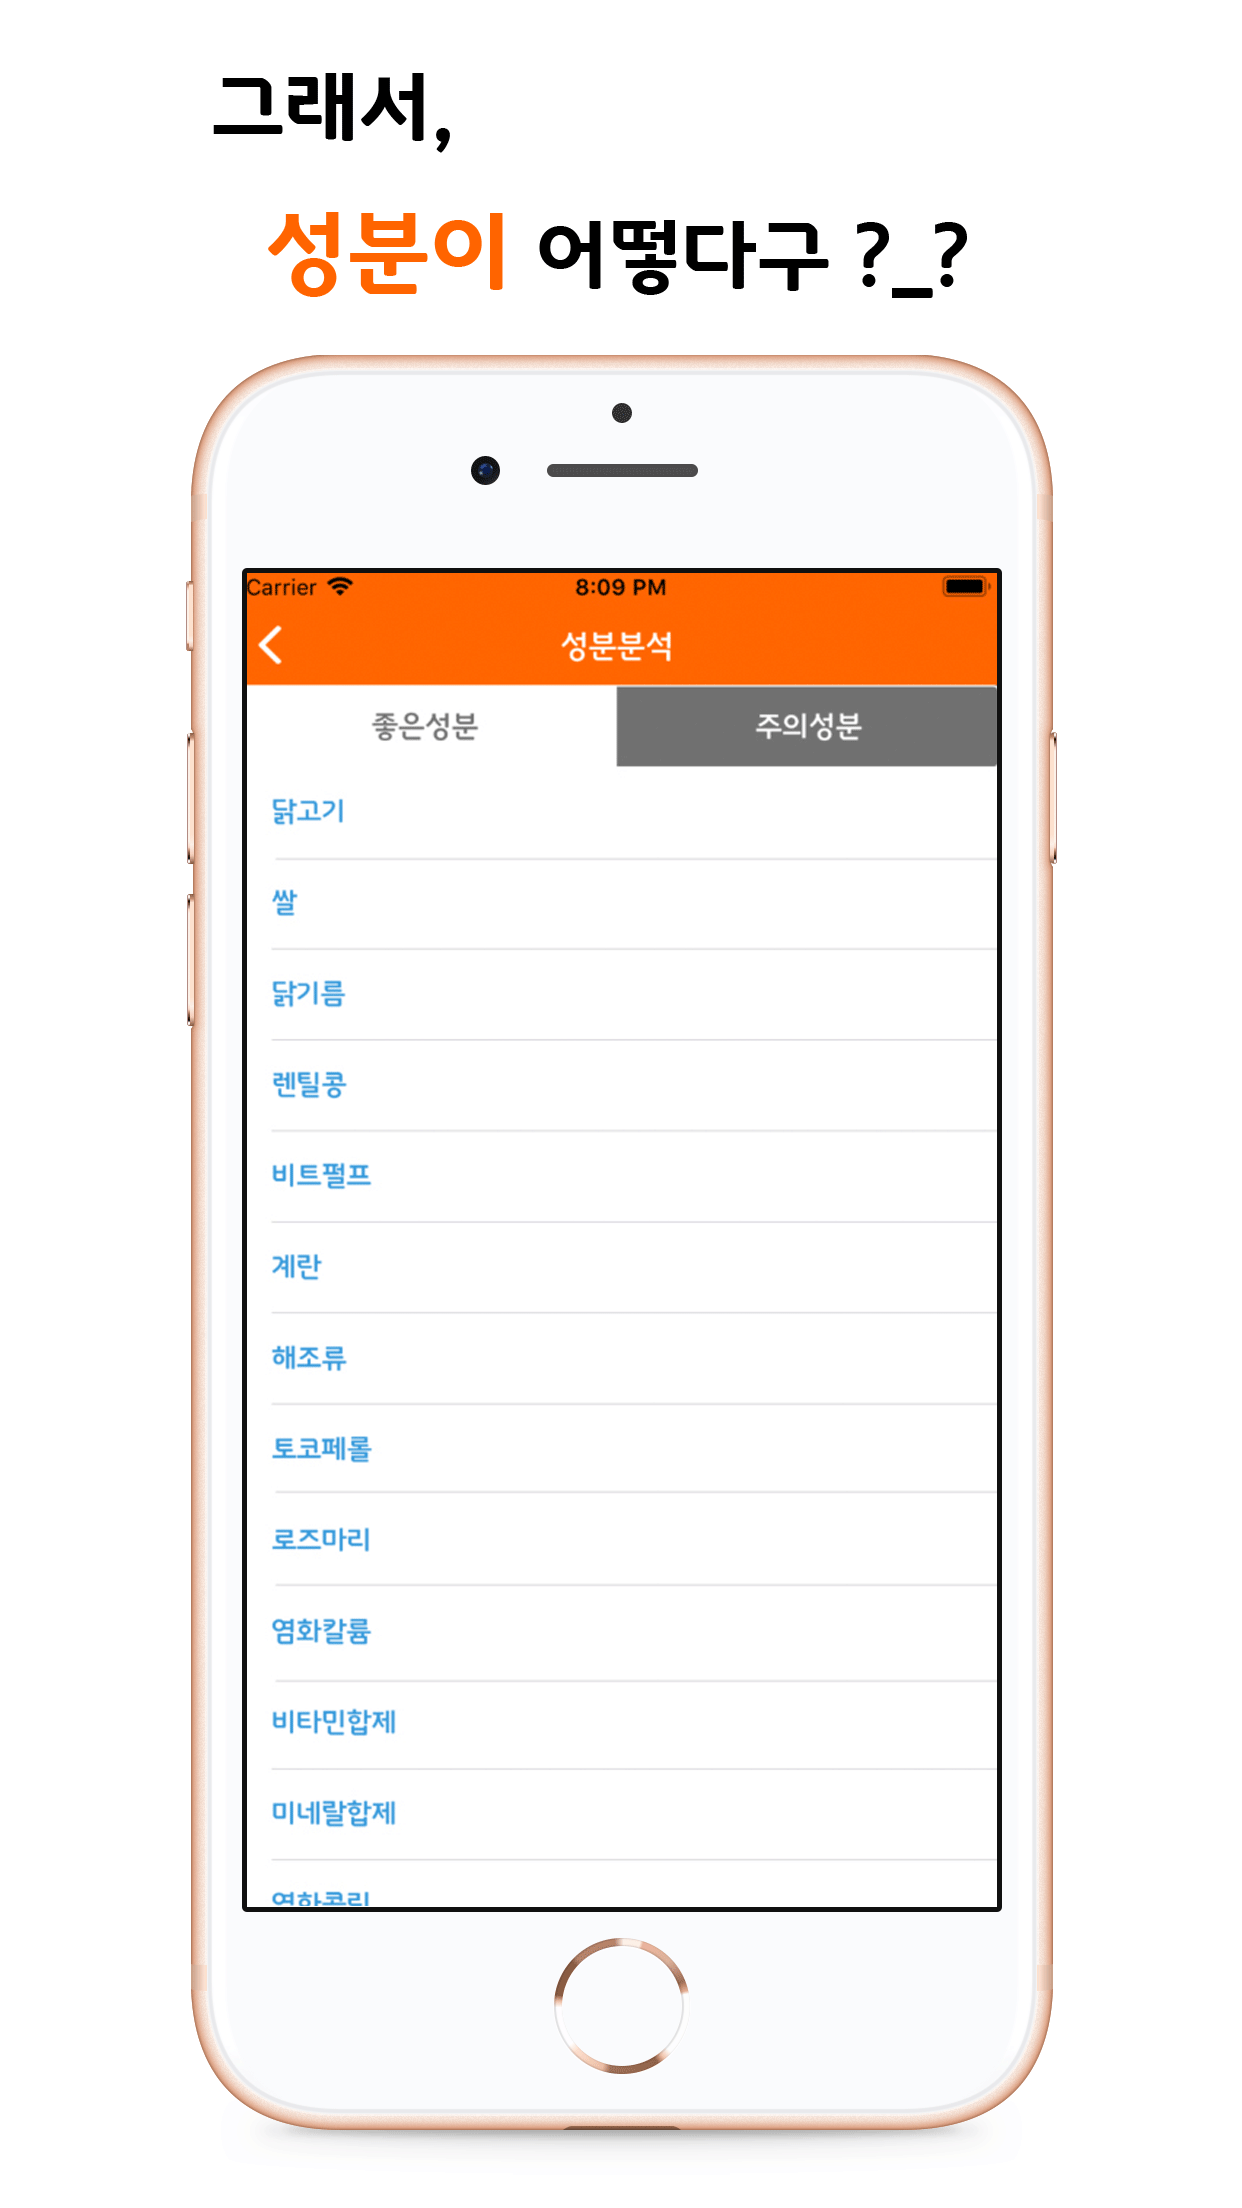 그래서,
성분이 어떻다구 ?_?
Carrier 8:09 PM
성분분석
좋은성분 주의성분
닭고기
쌀
닭기름
렌틸콩
비트펄프
계란
해조류
토코페롤
로즈마리
염화칼륨
비타민합제
미네랄합제